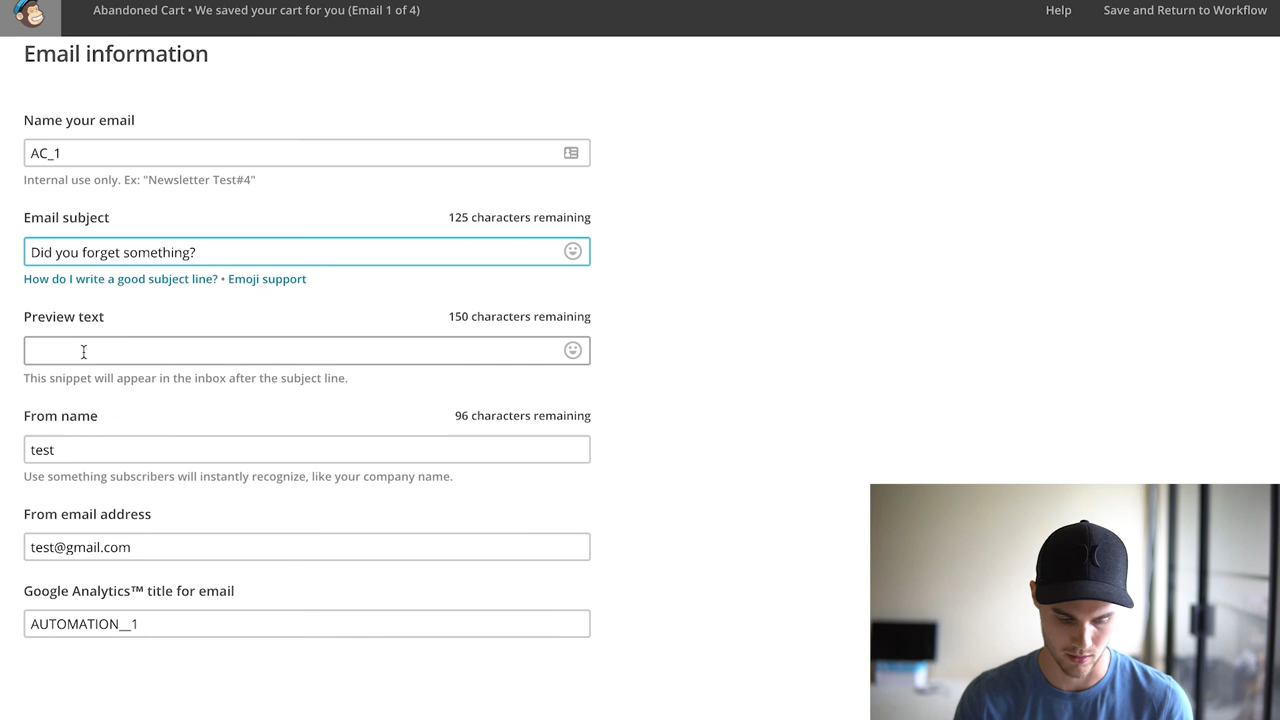 Abandoned Cart • We saved your cart for you (Email 1 of 4)
Help
Save and Return to Workflow
Email information
Name your email
AC_1
Internal use only. Ex: "Newsletter Test#4"
Email subject
125 characters remaining
Did you forget something?
How do I write a good subject line? • Emoji support
Preview text
150 characters remaining
This snippet will appear in the inbox after the subject line.
From name
96 characters remaining
test
Use something subscribers will instantly recognize, like your company name.
From email address
test@gmail.com
Google Analytics™ title for email
AUTOMATION__1